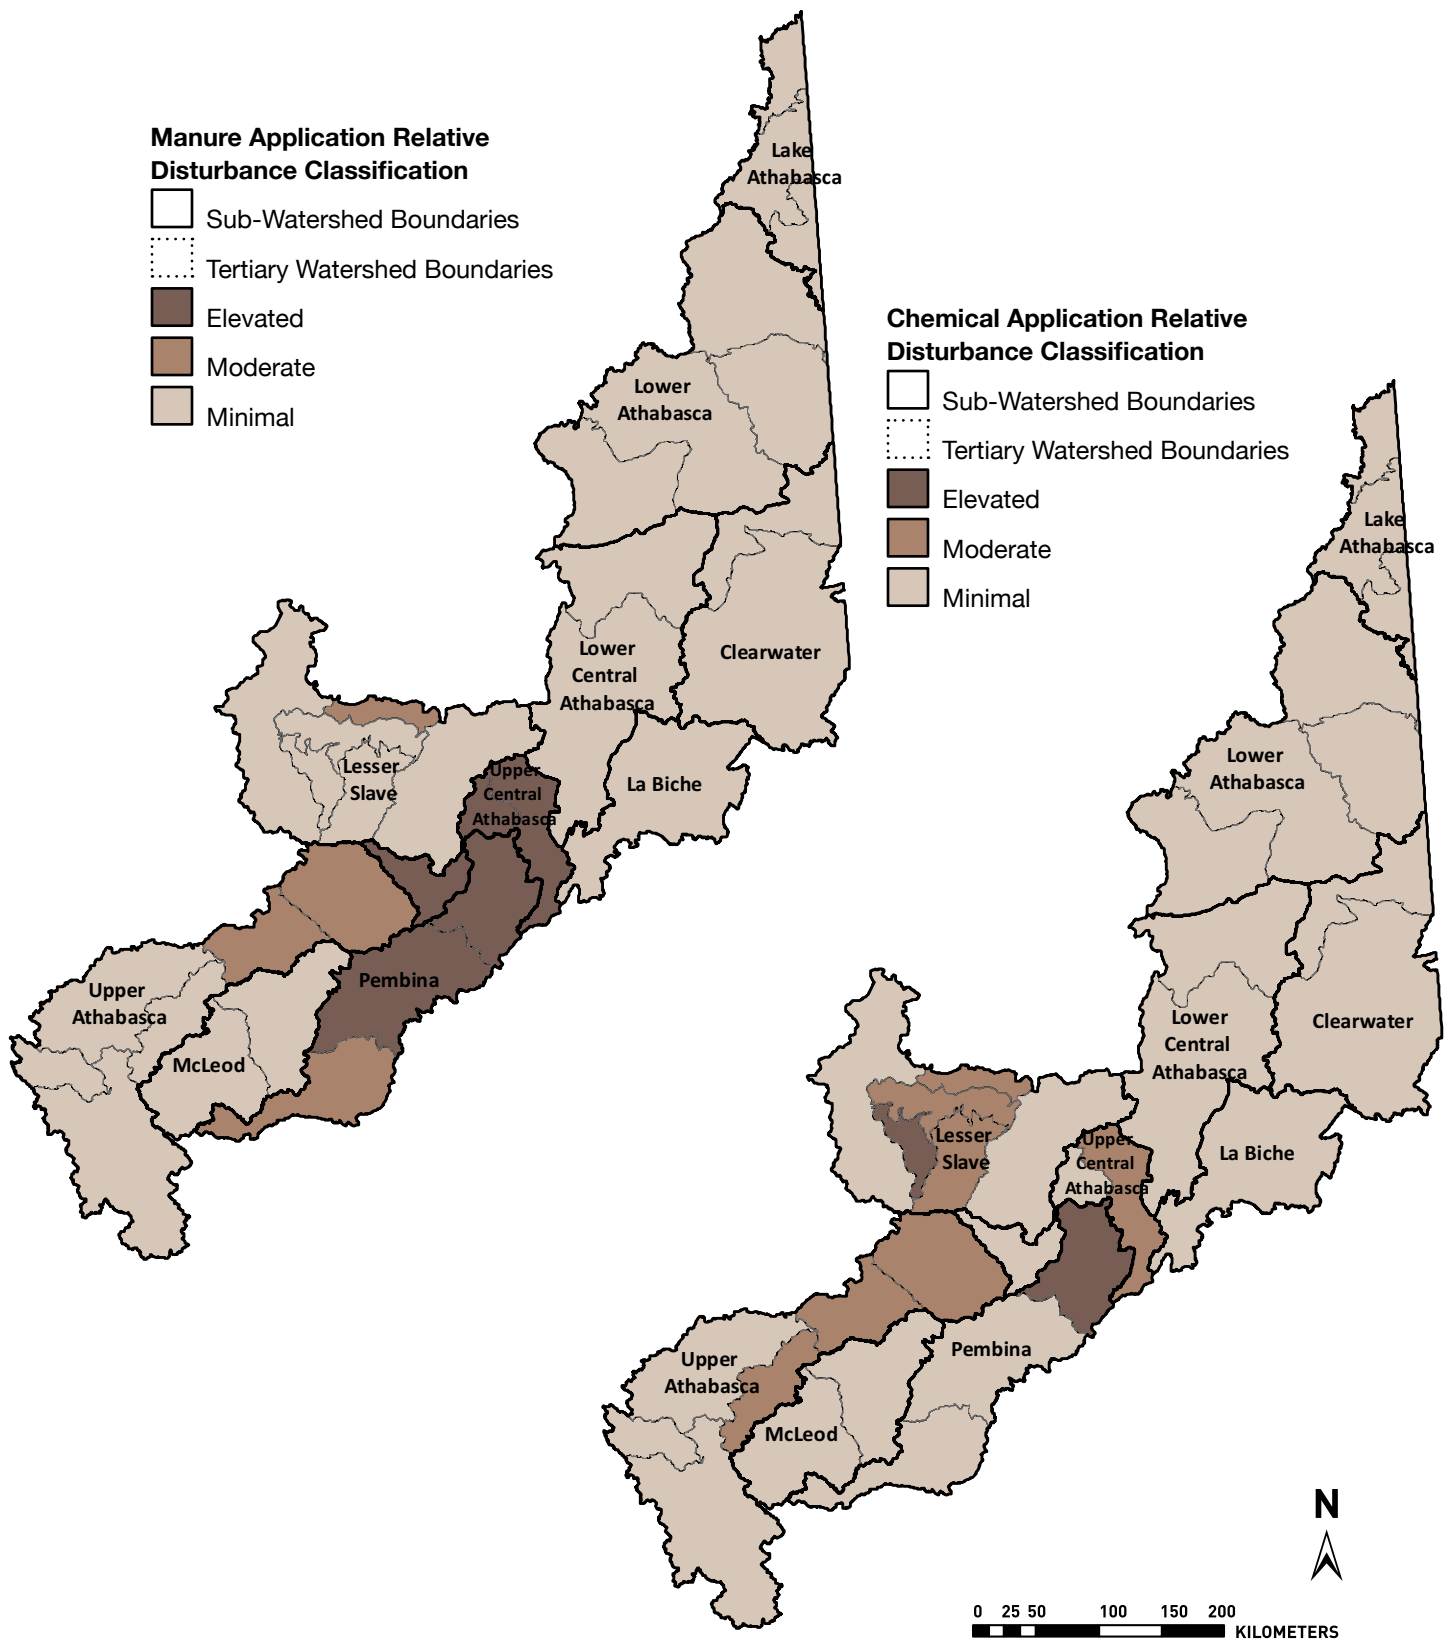 Manure Application Relative
Disturbance Classification
Sub-Watershed Boundaries
Tertiary Watershed Boundaries
Elevated
Moderate
Minimal
Lake
Athabasca
Lower
Athabasca
Lower
Central
Athabasca
Clearwater
Lesser
Slave
Upper
Central
Athabasca
La Biche
Pembina
Upper
Athabasca
McLeod
Chemical Application Relative
Disturbance Classification
Sub-Watershed Boundaries
Tertiary Watershed Boundaries
Elevated
Moderate
Minimal
Lake
Athabasca
Lower
Athabasca
Lower
Central
Athabasca
Clearwater
Lesser
Slave
Upper
Central
Athabasca
La Biche
Pembina
Upper
Athabasca
McLeod
N
0 25 50 100 150 200
KILOMETERS